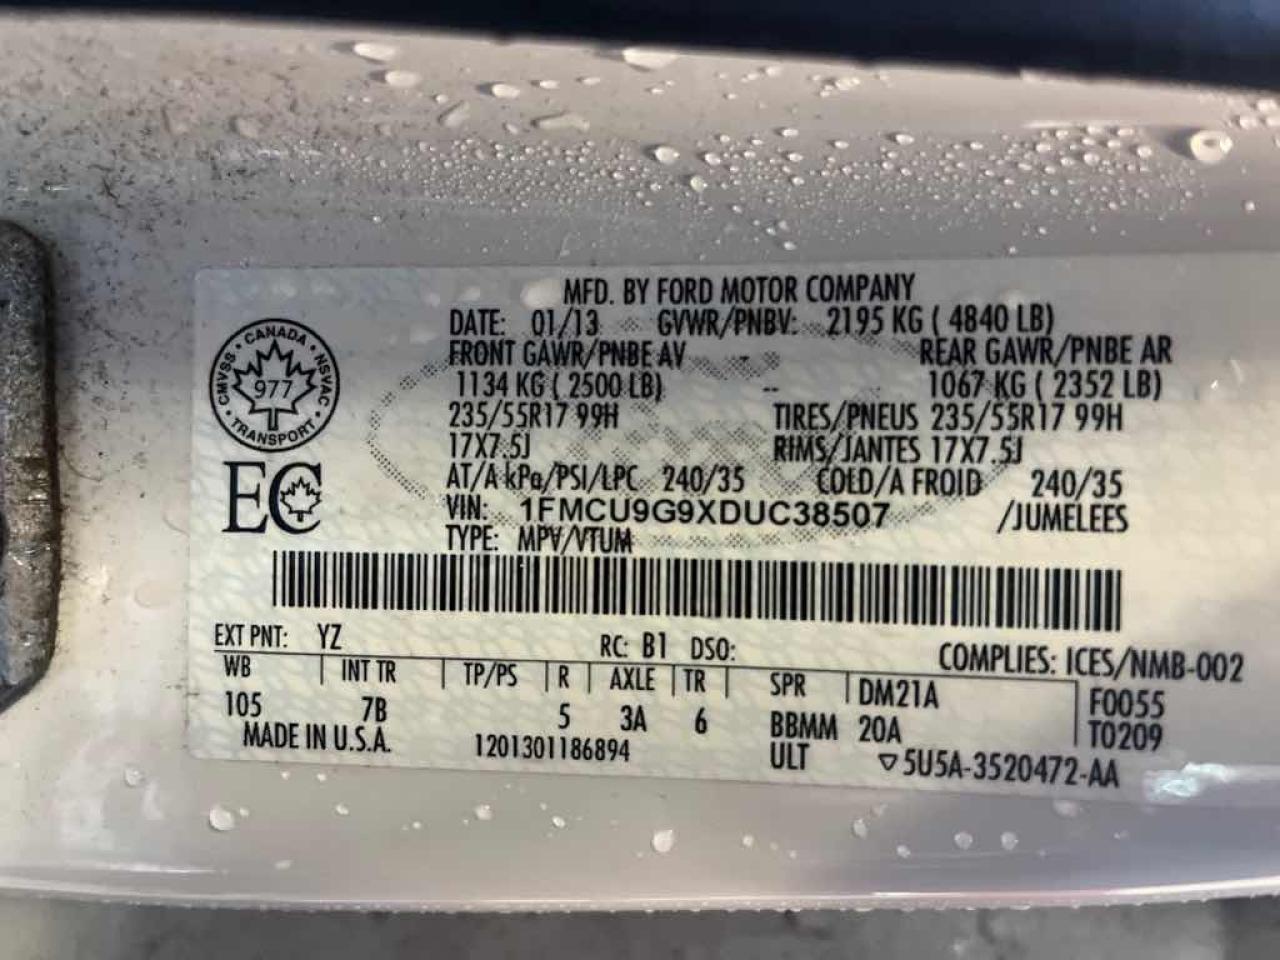 MFD. BY FORD MOTOR COMPANY
DATE: 01/13 GVWR/PNBV: 2195 KG ( 4840 LB)
FRONT GAWR/PNBE AV - REAR GAWR/PNBE AR
1134 KG ( 2500 LB) -- 1067 KG ( 2352 LB)
235/55R17 99H TIRES/PNEUS 235/55R17 99H
17X7.5J RIMS/JANTES 17X7.5J
AT/A kPa/PSI/LPC 240/35 COLD/A FROID 240/35
VIN: 1FMCU9G9XDUC38507 /JUMELEES
TYPE: MPV/VTUM
CANADA • NSVAC • TRANSPORT • CMVSS •
977
EC
EXT PNT: YZ RC: B1 DSO: COMPLIES: ICES/NMB-002
WB INT TR TP/PS R AXLE TR SPR DM21A F0055
105 7B 5 3A 6 BBMM 20A T0209
MADE IN U.S.A. 1201301186894 ULT ▽5U5A-3520472-AA